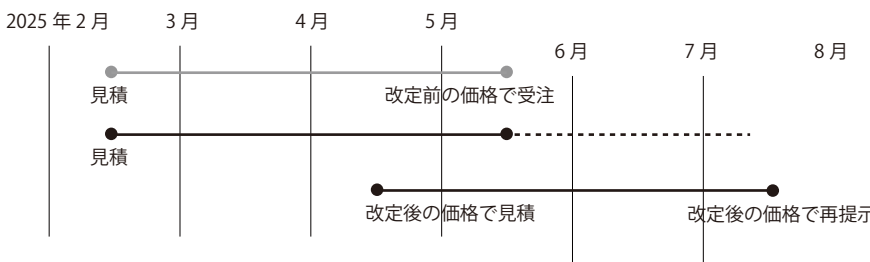 2025 年 2 月
3 月
4 月
5 月
6 月
7 月
8 月
見積
改定前の価格で受注
見積
改定後の価格で見積
改定後の価格で再提示